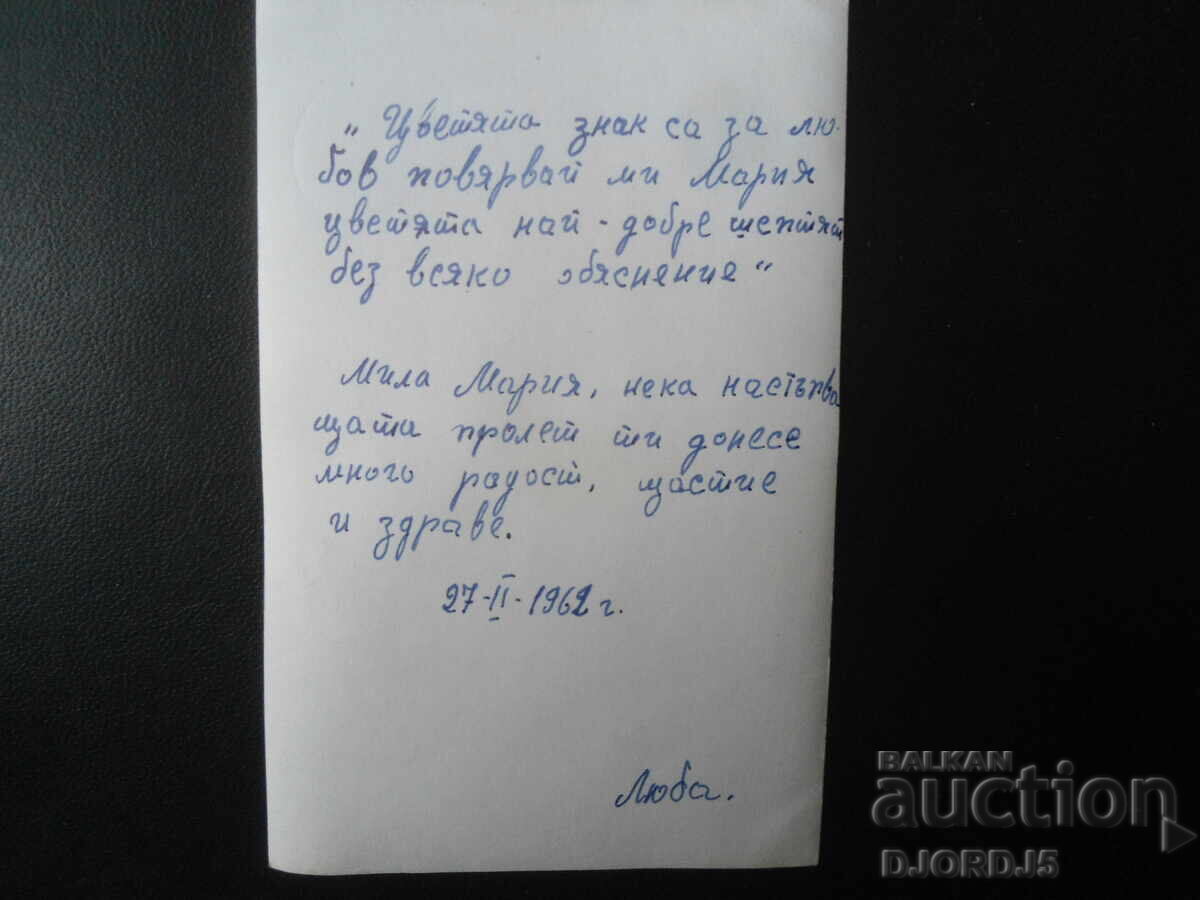 „Цветята знак са за лю-
бов повярвай ми Мария
цветята най-добре шептят
без всяко обяснение“
Мила Мария, нека настъпва
щата пролет ти донесе
много радост, щастие
и здраве.
27-II-1962 г.
Люба.
BALKAN
auction
DJORDJ5